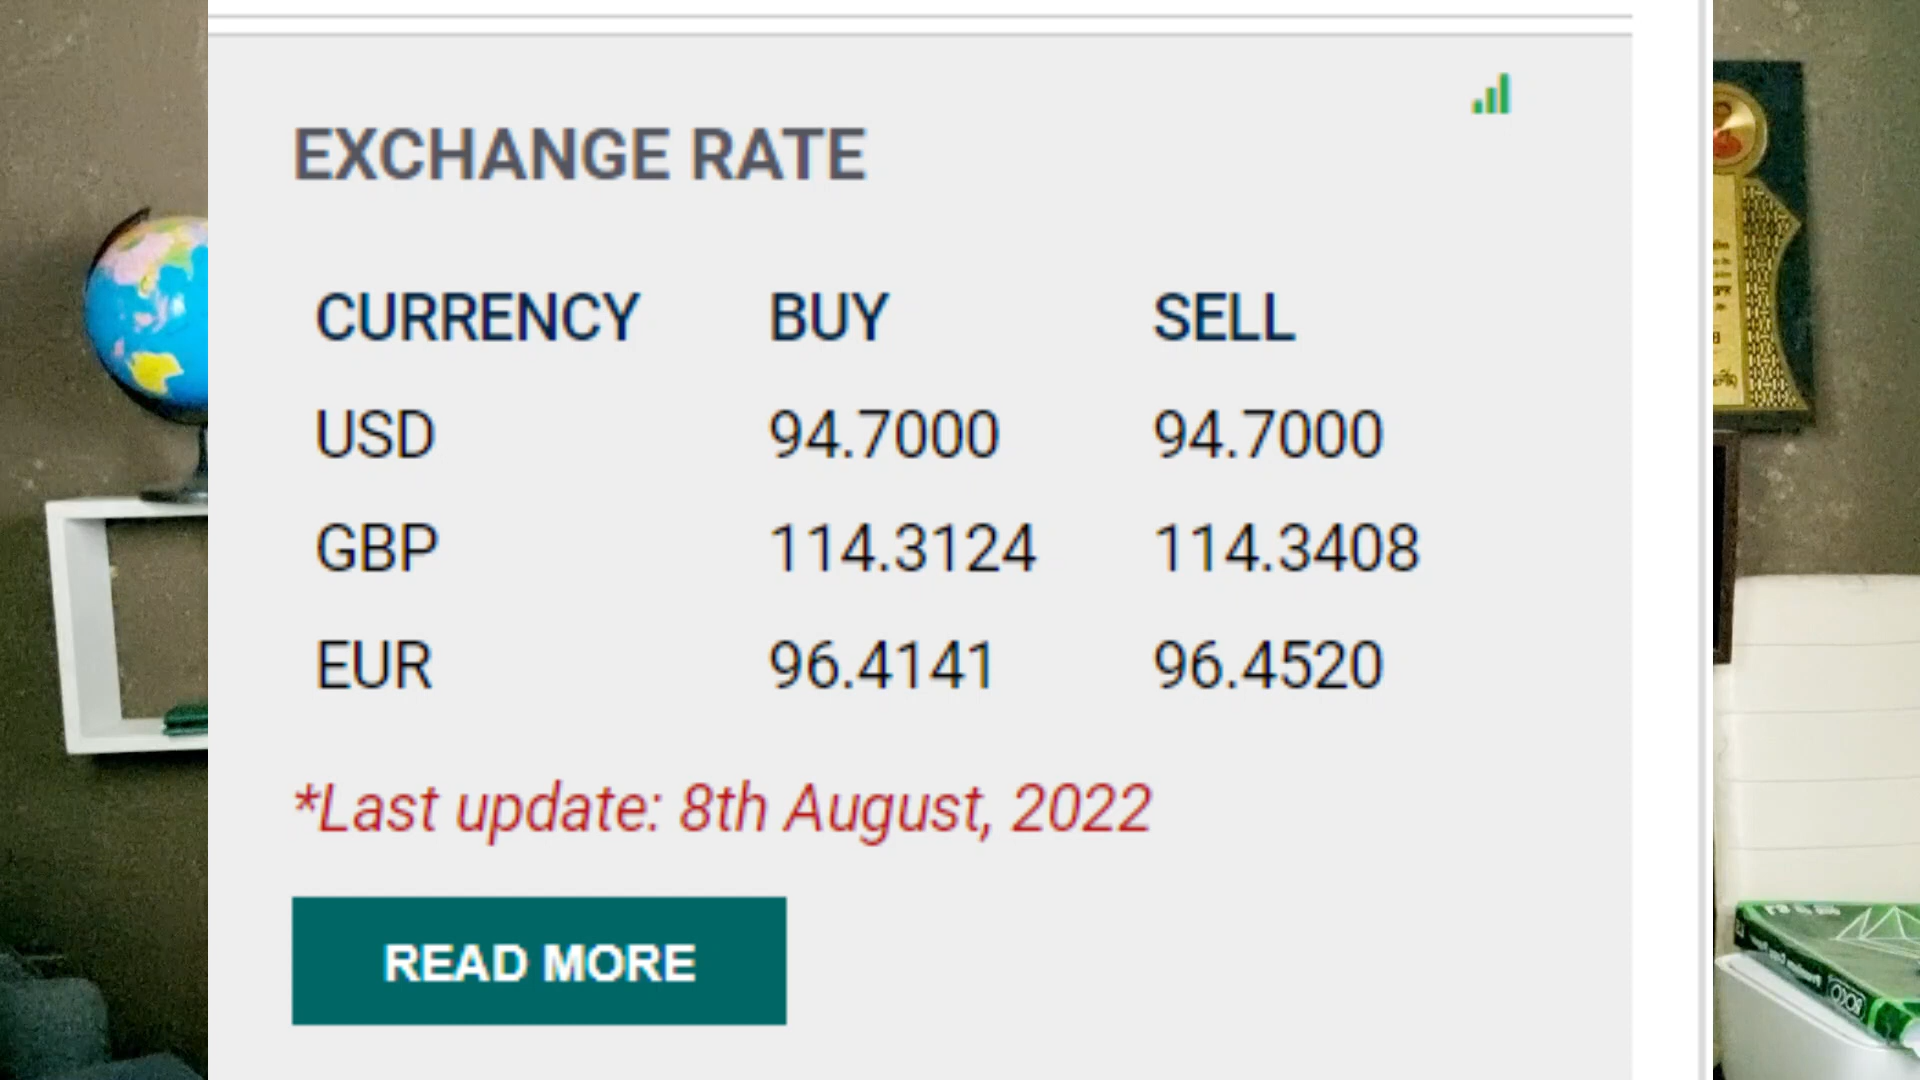 EXCHANGE RATE
CURRENCY BUY SELL
USD 94.7000 94.7000
GBP 114.3124 114.3408
EUR 96.4141 96.4520
*Last update: 8th August, 2022
READ MORE